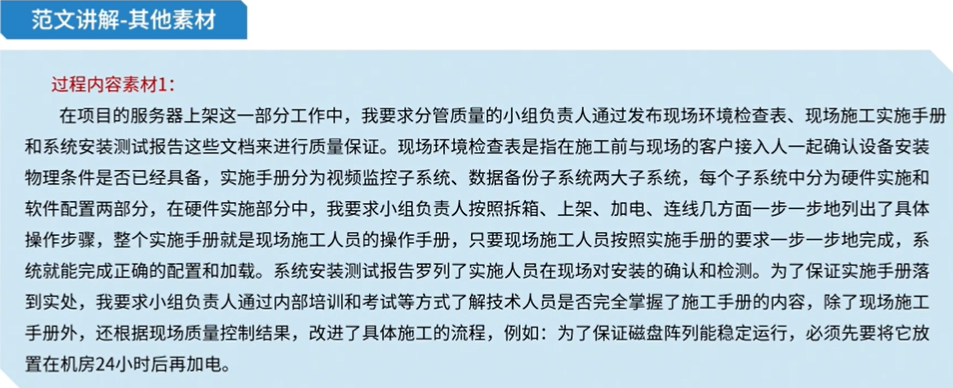 范文讲解-其他素材
过程内容素材1：
在项目的服务器上架这一部分工作中，我要求分管质量的小组负责人通过发布现场环境检查表、现场施工实施手册
和系统安装测试报告这些文档来进行质量保证。现场环境检查表是指在施工前与现场的客户接入人一起确认设备安装
物理条件是否已经具备，实施手册分为视频监控子系统、数据备份子系统两大子系统，每个子系统中分为硬件实施和
软件配置两部分，在硬件实施部分中，我要求小组负责人按照拆箱、上架、加电、连线几方面一步一步地列出了具体
操作步骤，整个实施手册就是现场施工人员的操作手册，只要现场施工人员按照实施手册的要求一步一步地完成，系
统就能完成正确的配置和加载。系统安装测试报告罗列了实施人员在现场对安装的确认和检测。为了保证实施手册落
到实处，我要求小组负责人通过内部培训和考试等方式了解技术人员是否完全掌握了施工手册的内容，除了现场施工
手册外，还根据现场质量控制结果，改进了具体施工的流程，例如：为了保证磁盘阵列能稳定运行，必须先要将它放
置在机房24小时后再加电。